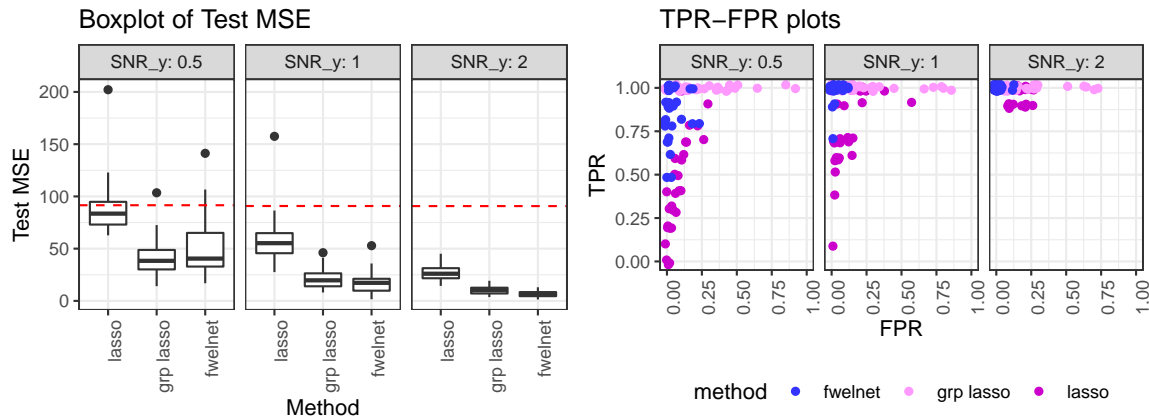 Boxplot of Test MSE
SNR_y: 0.5
SNR_y: 1
SNR_y: 2
Test MSE
200
150
100
50
0
lasso
grp lasso
fwelnet
lasso
grp lasso
fwelnet
lasso
grp lasso
fwelnet
Method
TPR−FPR plots
SNR_y: 0.5
SNR_y: 1
SNR_y: 2
TPR
1.00
0.75
0.50
0.25
0.00
0.00
0.25
0.50
0.75
1.00
0.00
0.25
0.50
0.75
1.00
0.00
0.25
0.50
0.75
1.00
FPR
method fwelnet grp lasso lasso